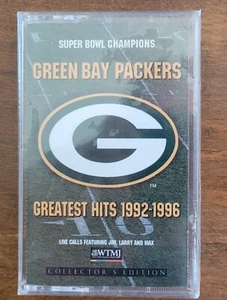 SUPER BOWL CHAMPIONS
GREEN BAY PACKERS
G
TM
GREATEST HITS 1992-1996
LIVE CALLS FEATURING JIM, LARRY AND MAX
WTMJ
COLLECTOR'S EDITION